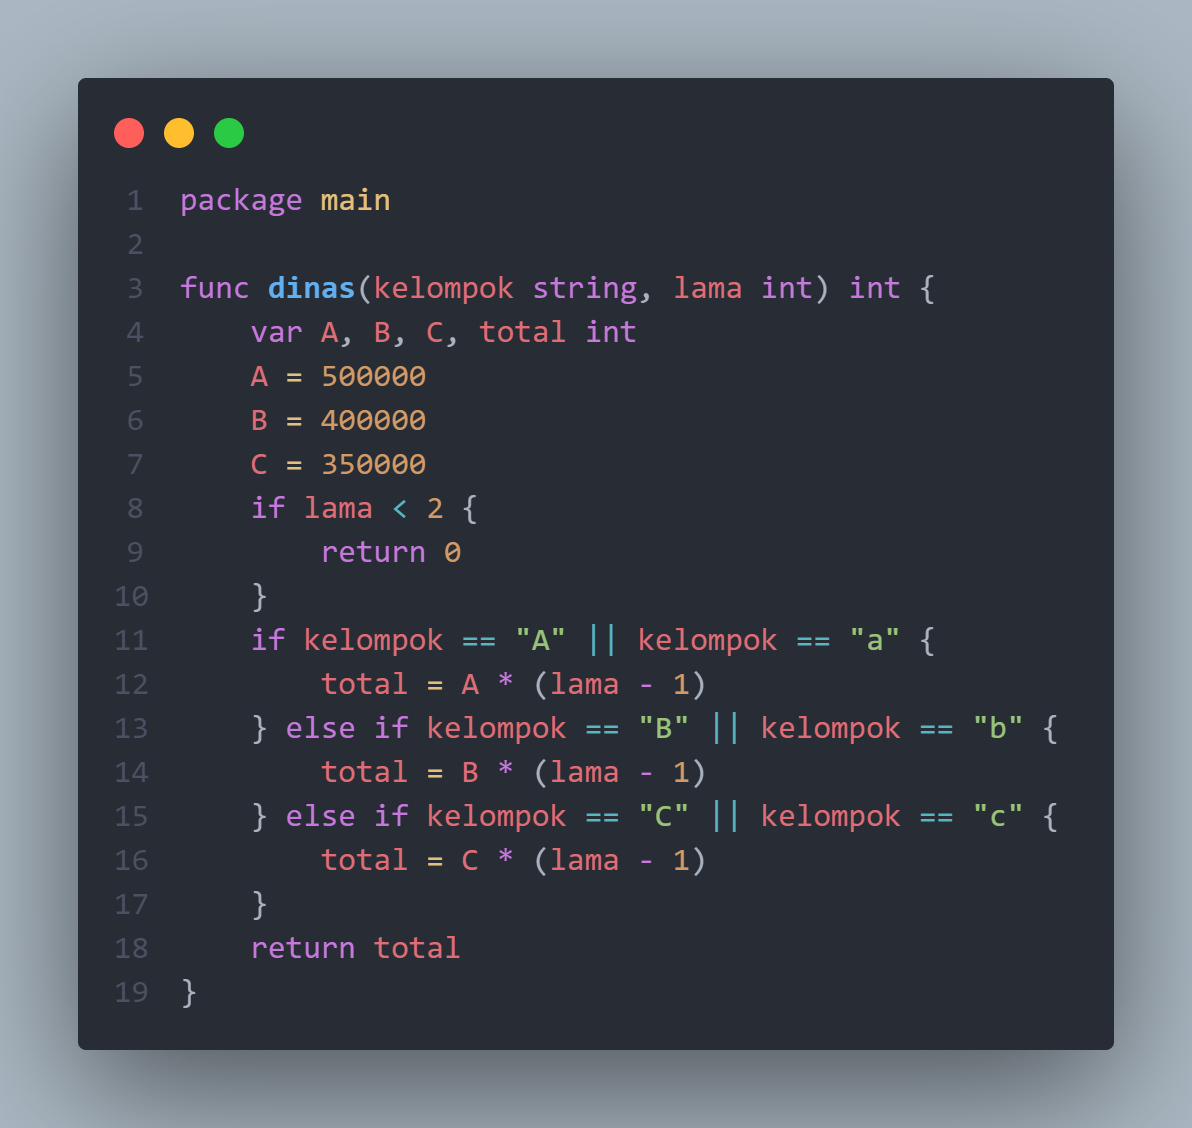 1 package main
2
3 func dinas(kelompok string, lama int) int {
4     var A, B, C, total int
5     A = 500000
6     B = 400000
7     C = 350000
8     if lama < 2 {
9         return 0
10     }
11     if kelompok == "A" || kelompok == "a" {
12         total = A * (lama - 1)
13     } else if kelompok == "B" || kelompok == "b" {
14         total = B * (lama - 1)
15     } else if kelompok == "C" || kelompok == "c" {
16         total = C * (lama - 1)
17     }
18     return total
19 }